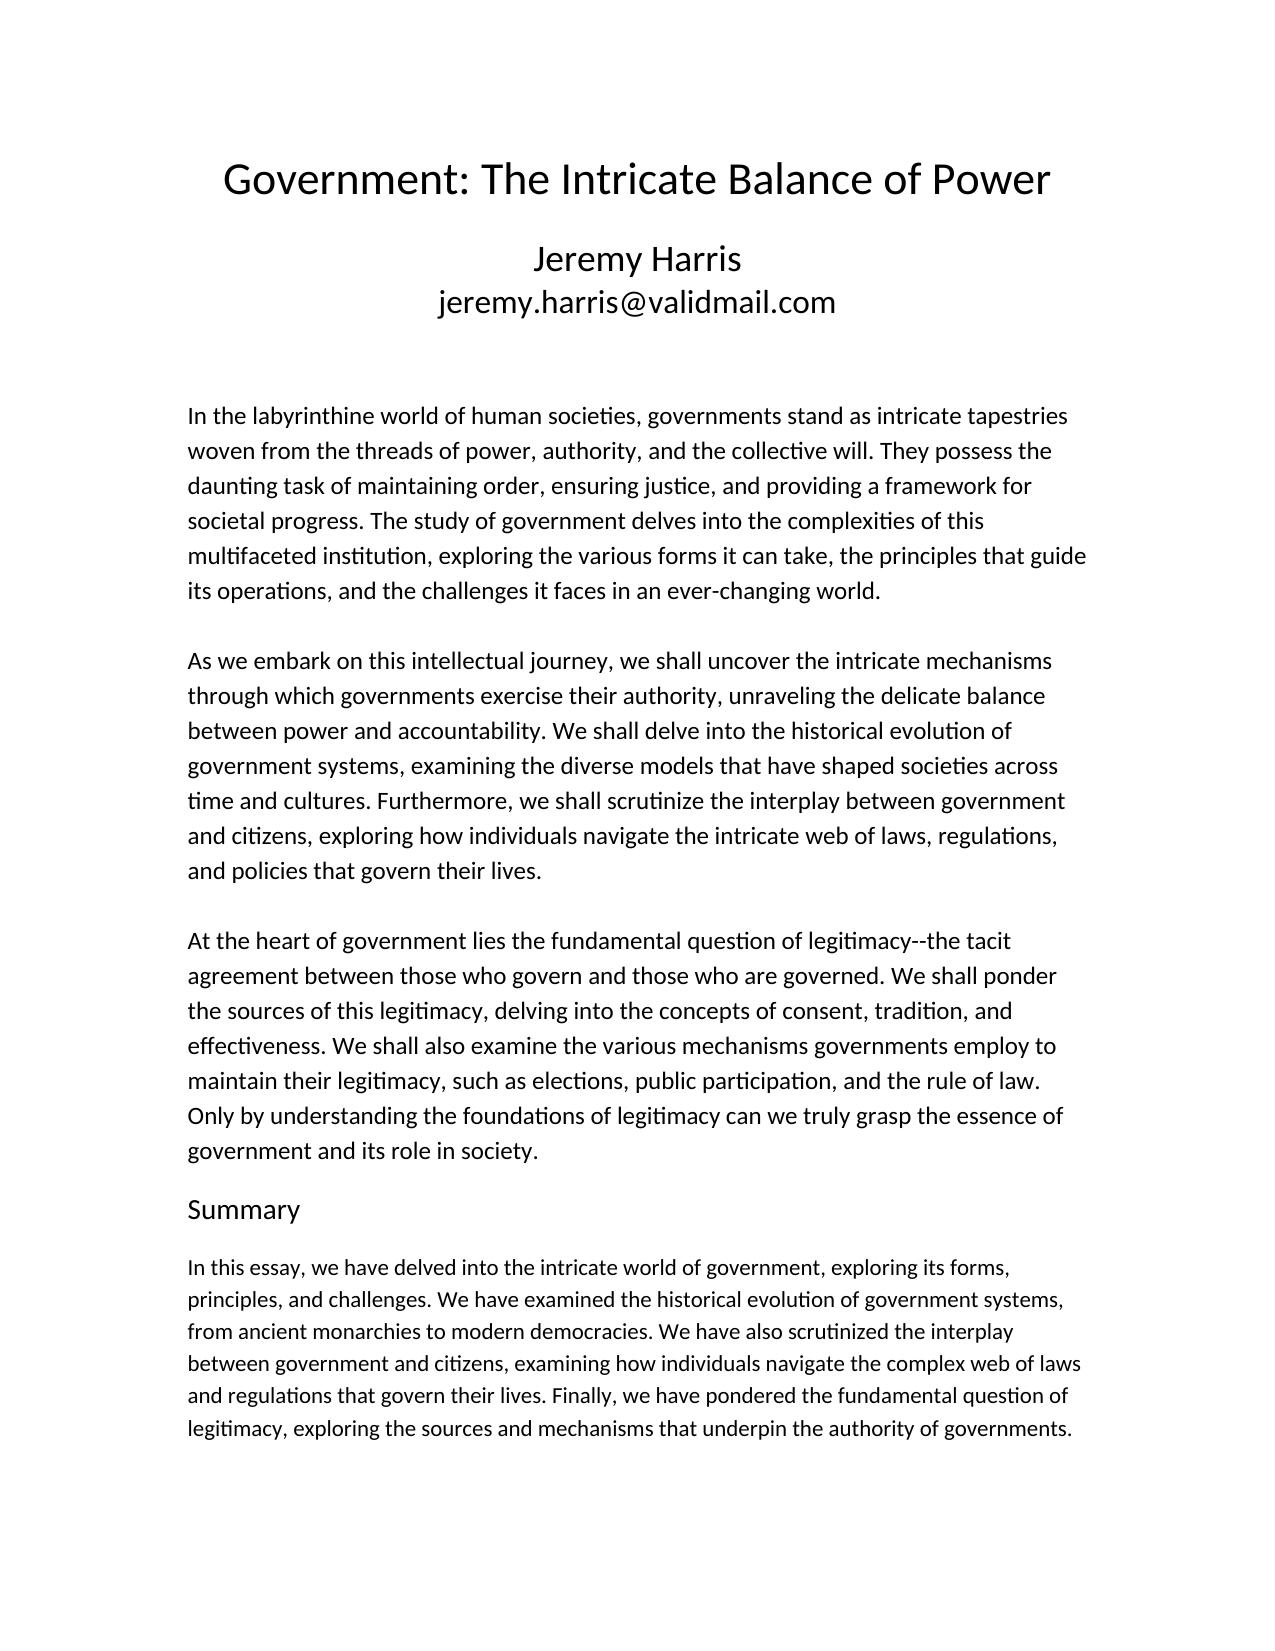 Government: The Intricate Balance of Power
Jeremy Harris
jeremy.harris@validmail.com
In the labyrinthine world of human societies, governments stand as intricate tapestries
woven from the threads of power, authority, and the collective will. They possess the
daunting task of maintaining order, ensuring justice, and providing a framework for
societal progress. The study of government delves into the complexities of this
multifaceted institution, exploring the various forms it can take, the principles that guide
its operations, and the challenges it faces in an ever-changing world.
As we embark on this intellectual journey, we shall uncover the intricate mechanisms
through which governments exercise their authority, unraveling the delicate balance
between power and accountability. We shall delve into the historical evolution of
government systems, examining the diverse models that have shaped societies across
time and cultures. Furthermore, we shall scrutinize the interplay between government
and citizens, exploring how individuals navigate the intricate web of laws, regulations,
and policies that govern their lives.
At the heart of government lies the fundamental question of legitimacy--the tacit
agreement between those who govern and those who are governed. We shall ponder
the sources of this legitimacy, delving into the concepts of consent, tradition, and
effectiveness. We shall also examine the various mechanisms governments employ to
maintain their legitimacy, such as elections, public participation, and the rule of law.
Only by understanding the foundations of legitimacy can we truly grasp the essence of
government and its role in society.
Summary
In this essay, we have delved into the intricate world of government, exploring its forms,
principles, and challenges. We have examined the historical evolution of government systems,
from ancient monarchies to modern democracies. We have also scrutinized the interplay
between government and citizens, examining how individuals navigate the complex web of laws
and regulations that govern their lives. Finally, we have pondered the fundamental question of
legitimacy, exploring the sources and mechanisms that underpin the authority of governments.